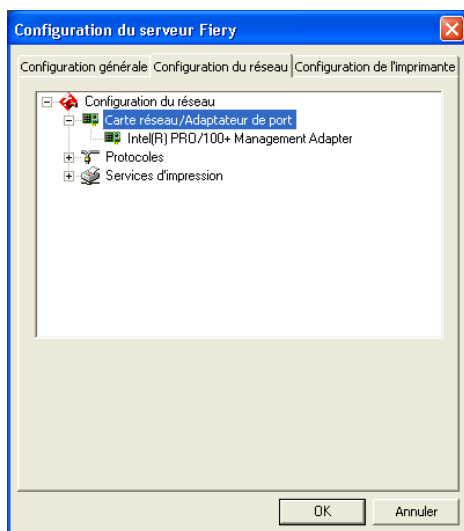 Configuration du serveur Fiery
Configuration générale Configuration du réseau Configuration de l'imprimante
Configuration du réseau
Carte réseau/Adaptateur de port
Intel(R) PRO/100+ Management Adapter
Protocoles
Services d'impression
OK Annuler